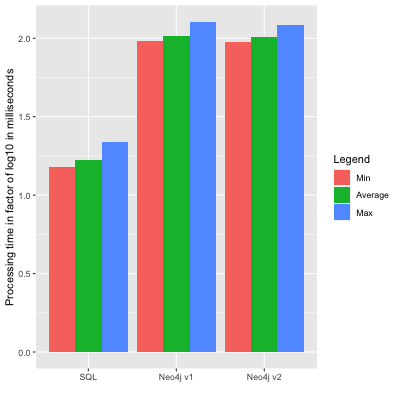 Processing time in factor of log10 in milliseconds
2.0
1.5
1.0
0.5
0.0
SQL
Neo4j v1
Neo4j v2
Legend
Min
Average
Max